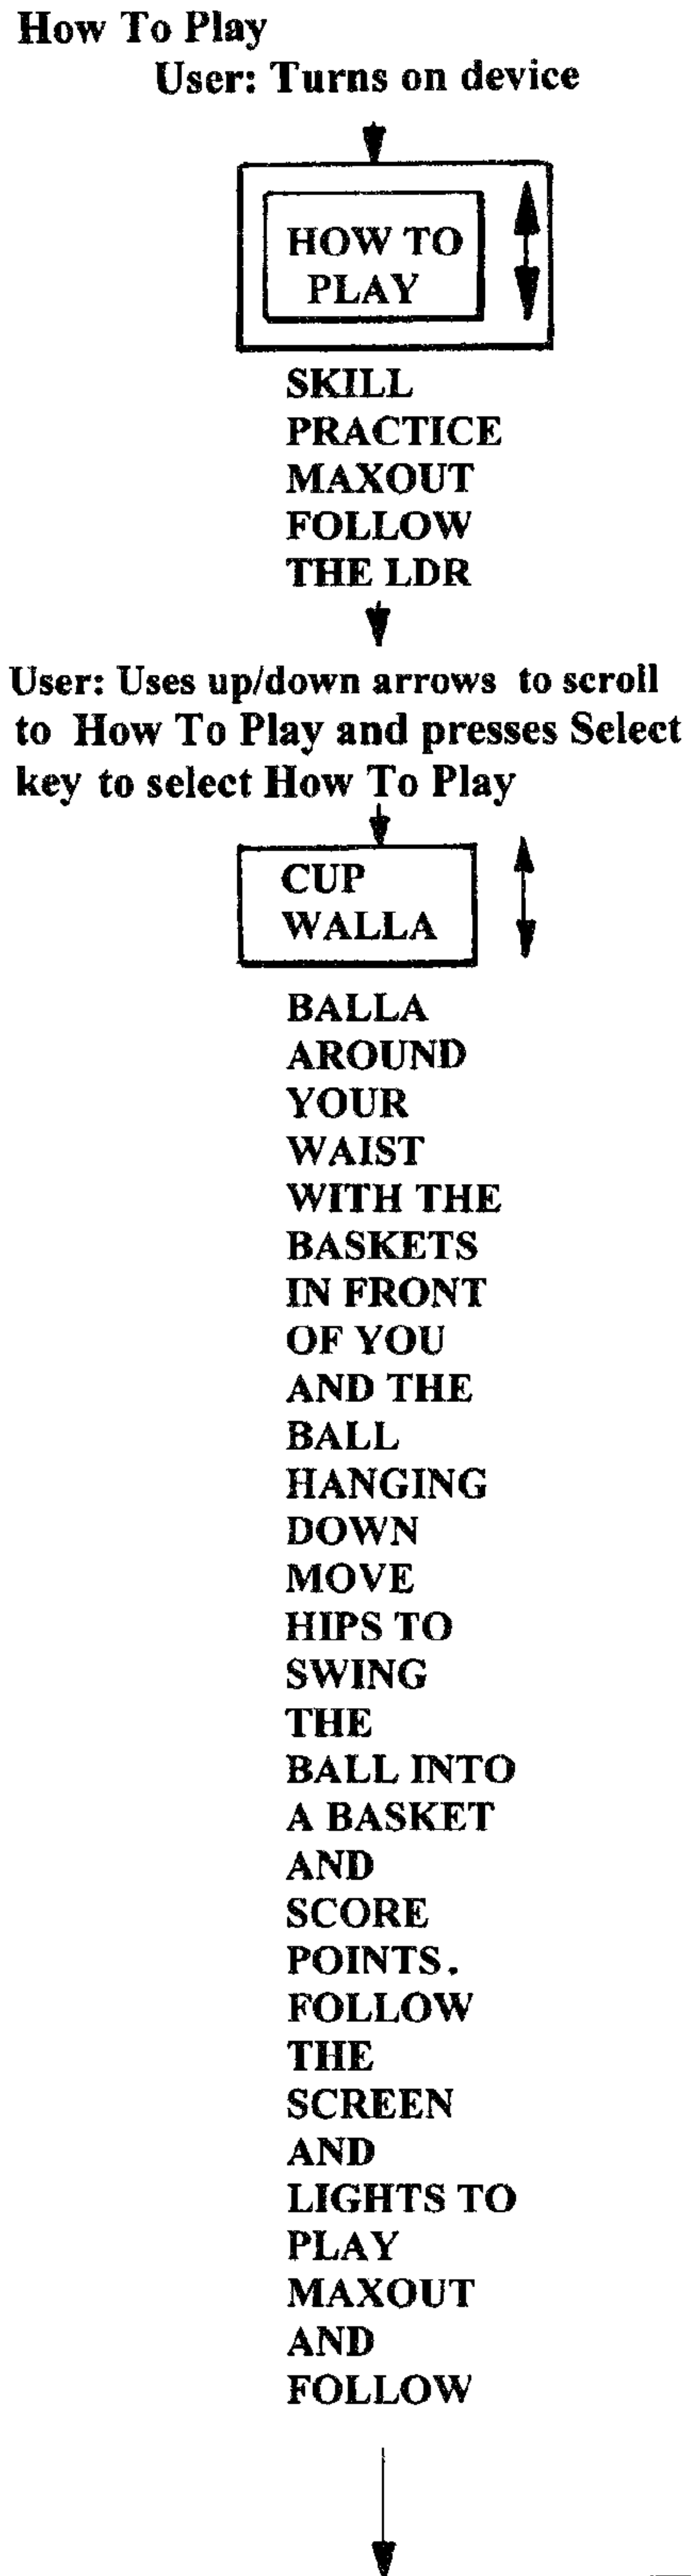 How To Play
User: Turns on device
HOW TO
PLAY
SKILL
PRACTICE
MAXOUT
FOLLOW
THE LDR
User: Uses up/down arrows to scroll
to How To Play and presses Select
key to select How To Play
CUP
WALLA
BALLA
AROUND
YOUR
WAIST
WITH THE
BASKETS
IN FRONT
OF YOU
AND THE
BALL
HANGING
DOWN
MOVE
HIPS TO
SWING
THE
BALL INTO
A BASKET
AND
SCORE
POINTS.
FOLLOW
THE
SCREEN
AND
LIGHTS TO
PLAY
MAXOUT
AND
FOLLOW